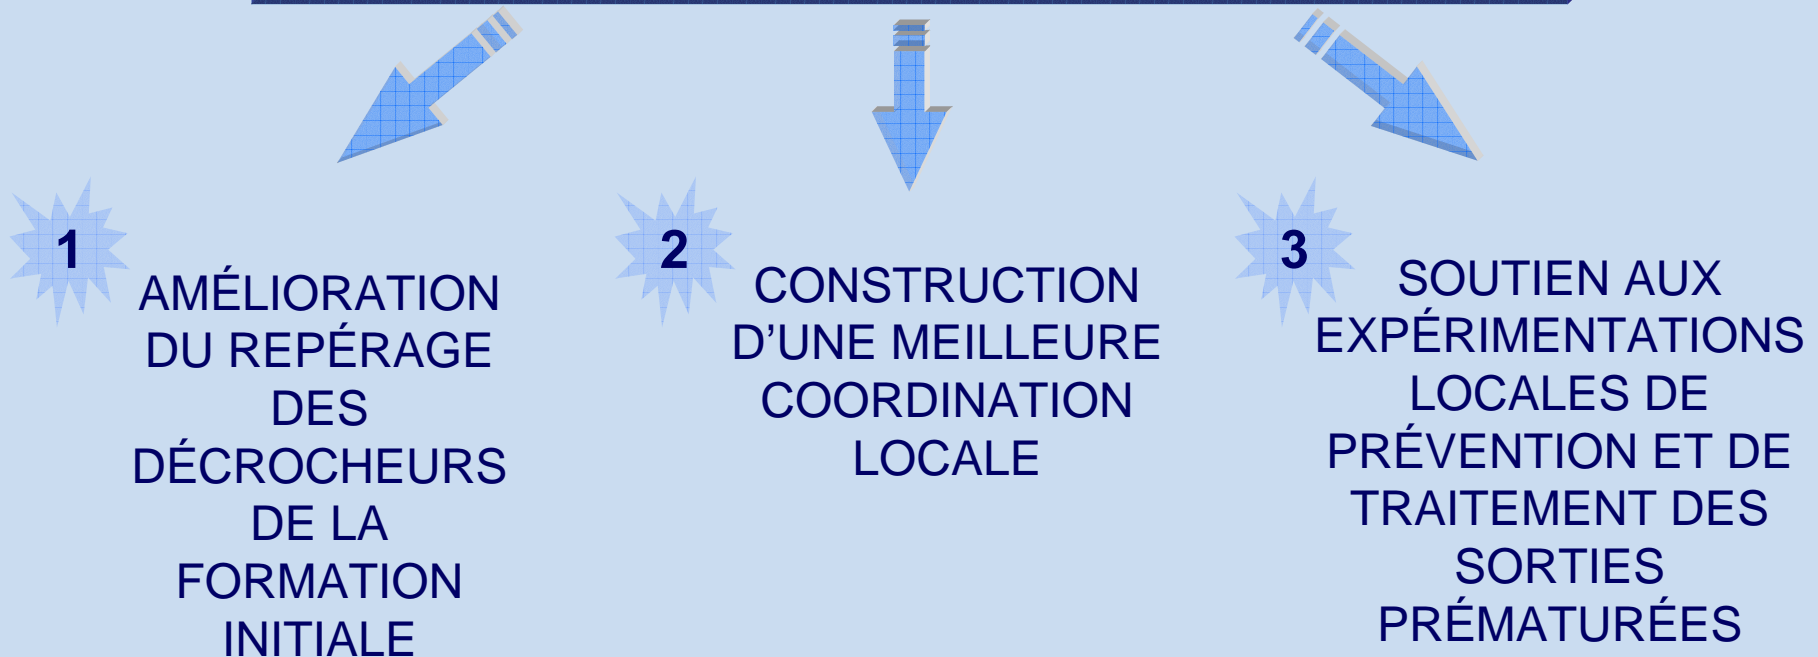 1
AMÉLIORATION
DU REPÉRAGE
DES
DÉCROCHEURS
DE LA
FORMATION
INITIALE
2
CONSTRUCTION
D’UNE MEILLEURE
COORDINATION
LOCALE
3
SOUTIEN AUX
EXPÉRIMENTATIONS
LOCALES DE
PRÉVENTION ET DE
TRAITEMENT DES
SORTIES
PRÉMATURÉES